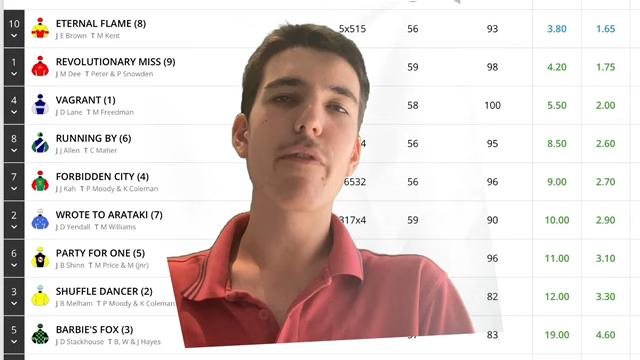 10 ETERNAL FLAME (8) 5x515 56 93 3.80 1.65
J E Brown T M Kent
1 REVOLUTIONARY MISS (9) 59 98 4.20 1.75
J M Dee T Peter & P Snowden
4 VAGRANT (1) 58 100 5.50 2.00
J D Lane T M Freedman
8 RUNNING BY (6) 4 56 95 8.50 2.60
J J Allen T C Maher
7 FORBIDDEN CITY (4) 6532 56 96 9.00 2.70
J J Kah T P Moody & K Coleman
2 WROTE TO ARATAKI (7) 317x4 59 90 10.00 2.90
J D Yendall T M Williams
6 PARTY FOR ONE (5) 96 11.00 3.10
J B Shinn T M Price & M (jnr)
3 SHUFFLE DANCER (2) 82 12.00 3.30
J B Melham T P Moody & K Coleman
5 BARBIE'S FOX (3) 83 19.00 4.60
J D Stackhouse T B, W & J Hayes